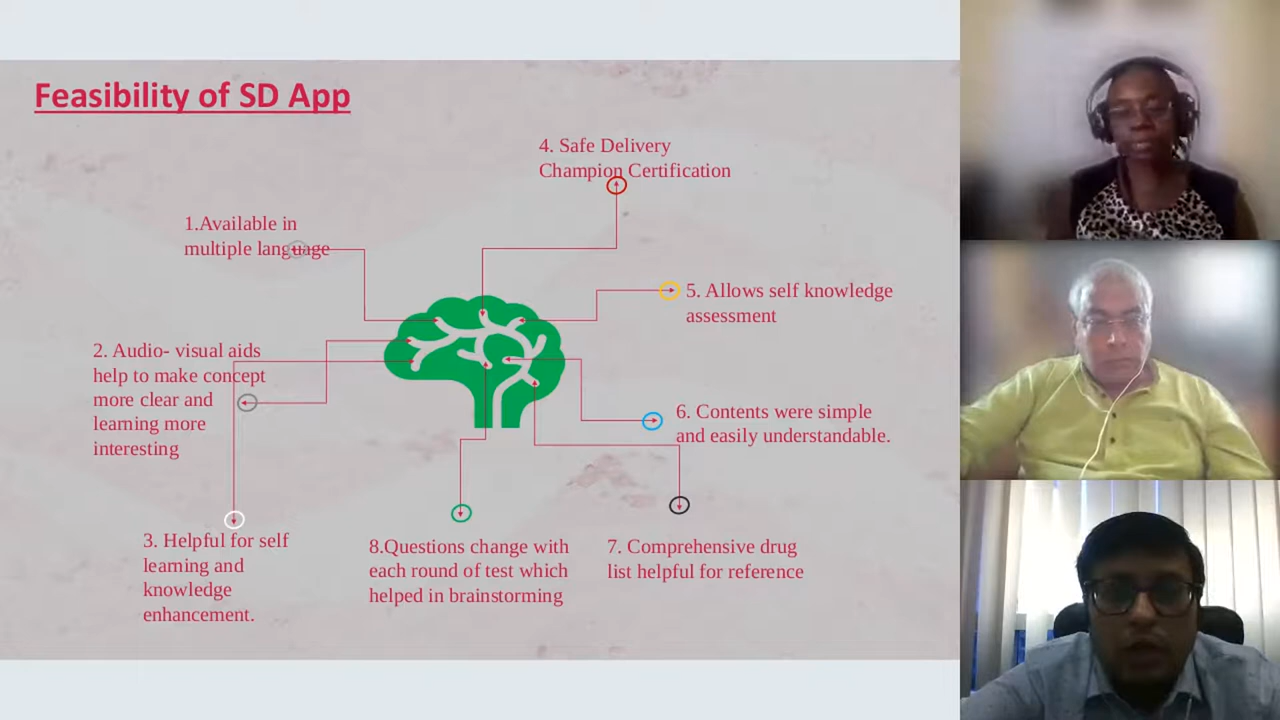 Feasibility of SD App
1.Available in
multiple language
2. Audio- visual aids
help to make concept
more clear and
learning more
interesting
3. Helpful for self
learning and
knowledge
enhancement.
4. Safe Delivery
Champion Certification
5. Allows self knowledge
assessment
6. Contents were simple
and easily understandable.
7. Comprehensive drug
list helpful for reference
8.Questions change with
each round of test which
helped in brainstorming